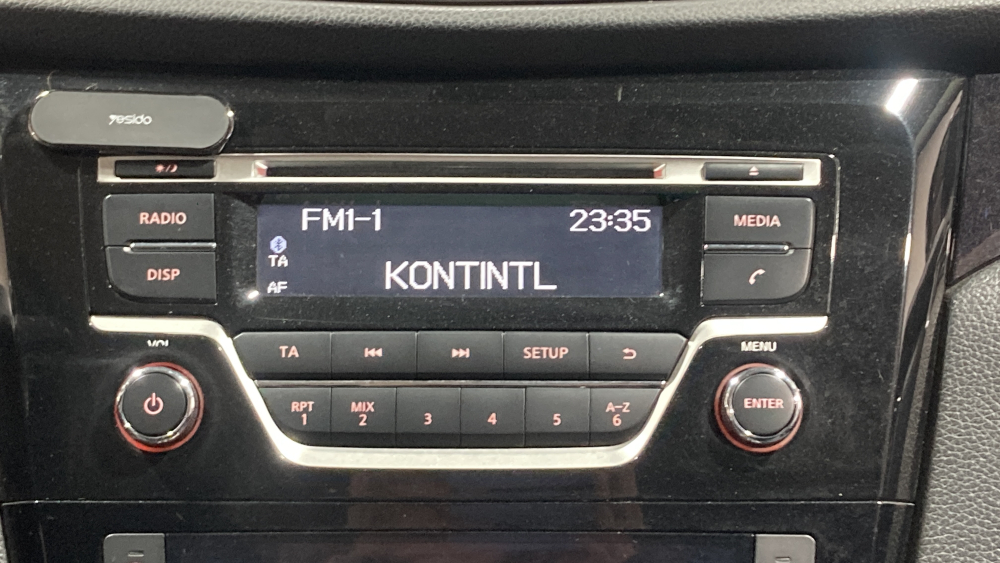 yesido
RADIO
DISP
FM1-1 23:35
TA
AF
KONTINTL
MEDIA
VOL
TA
SETUP
MENU
RPT
1
MIX
2
3
4
5
A-Z
6
ENTER